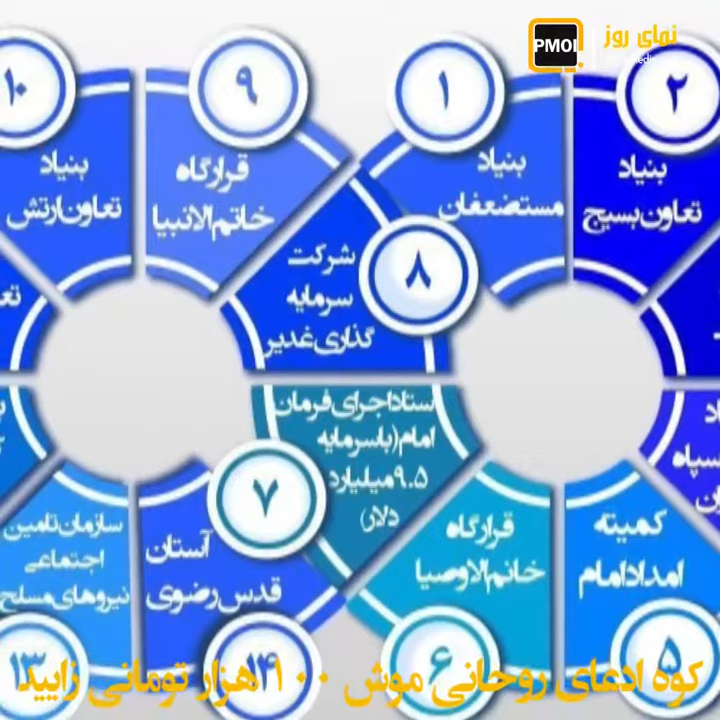 نمای روز
PMOI
۱۰
۹
۱
۲
بنیاد
تعاون ارتش
قرارگاه
خاتم‌الانبیا
بنیاد
مستضعفان
بنیاد
تعاون بسیج
شرکت
سرمایه
گذاری غدیر
۸
ستاد اجرای فرمان
امام (باسرمایه
۹.۵ میلیارد
دلار)
۷
سپاه
سازمان تامین
اجتماعی
نیروهای مسلح
آستان
قدس رضوی
قرارگاه
خاتم‌الاوصیا
کمیته
امداد امام
۱۳
۱۴
۶
۵
کوه ادعای روحانی موش ۱۰۰ هزار تومانی زایید